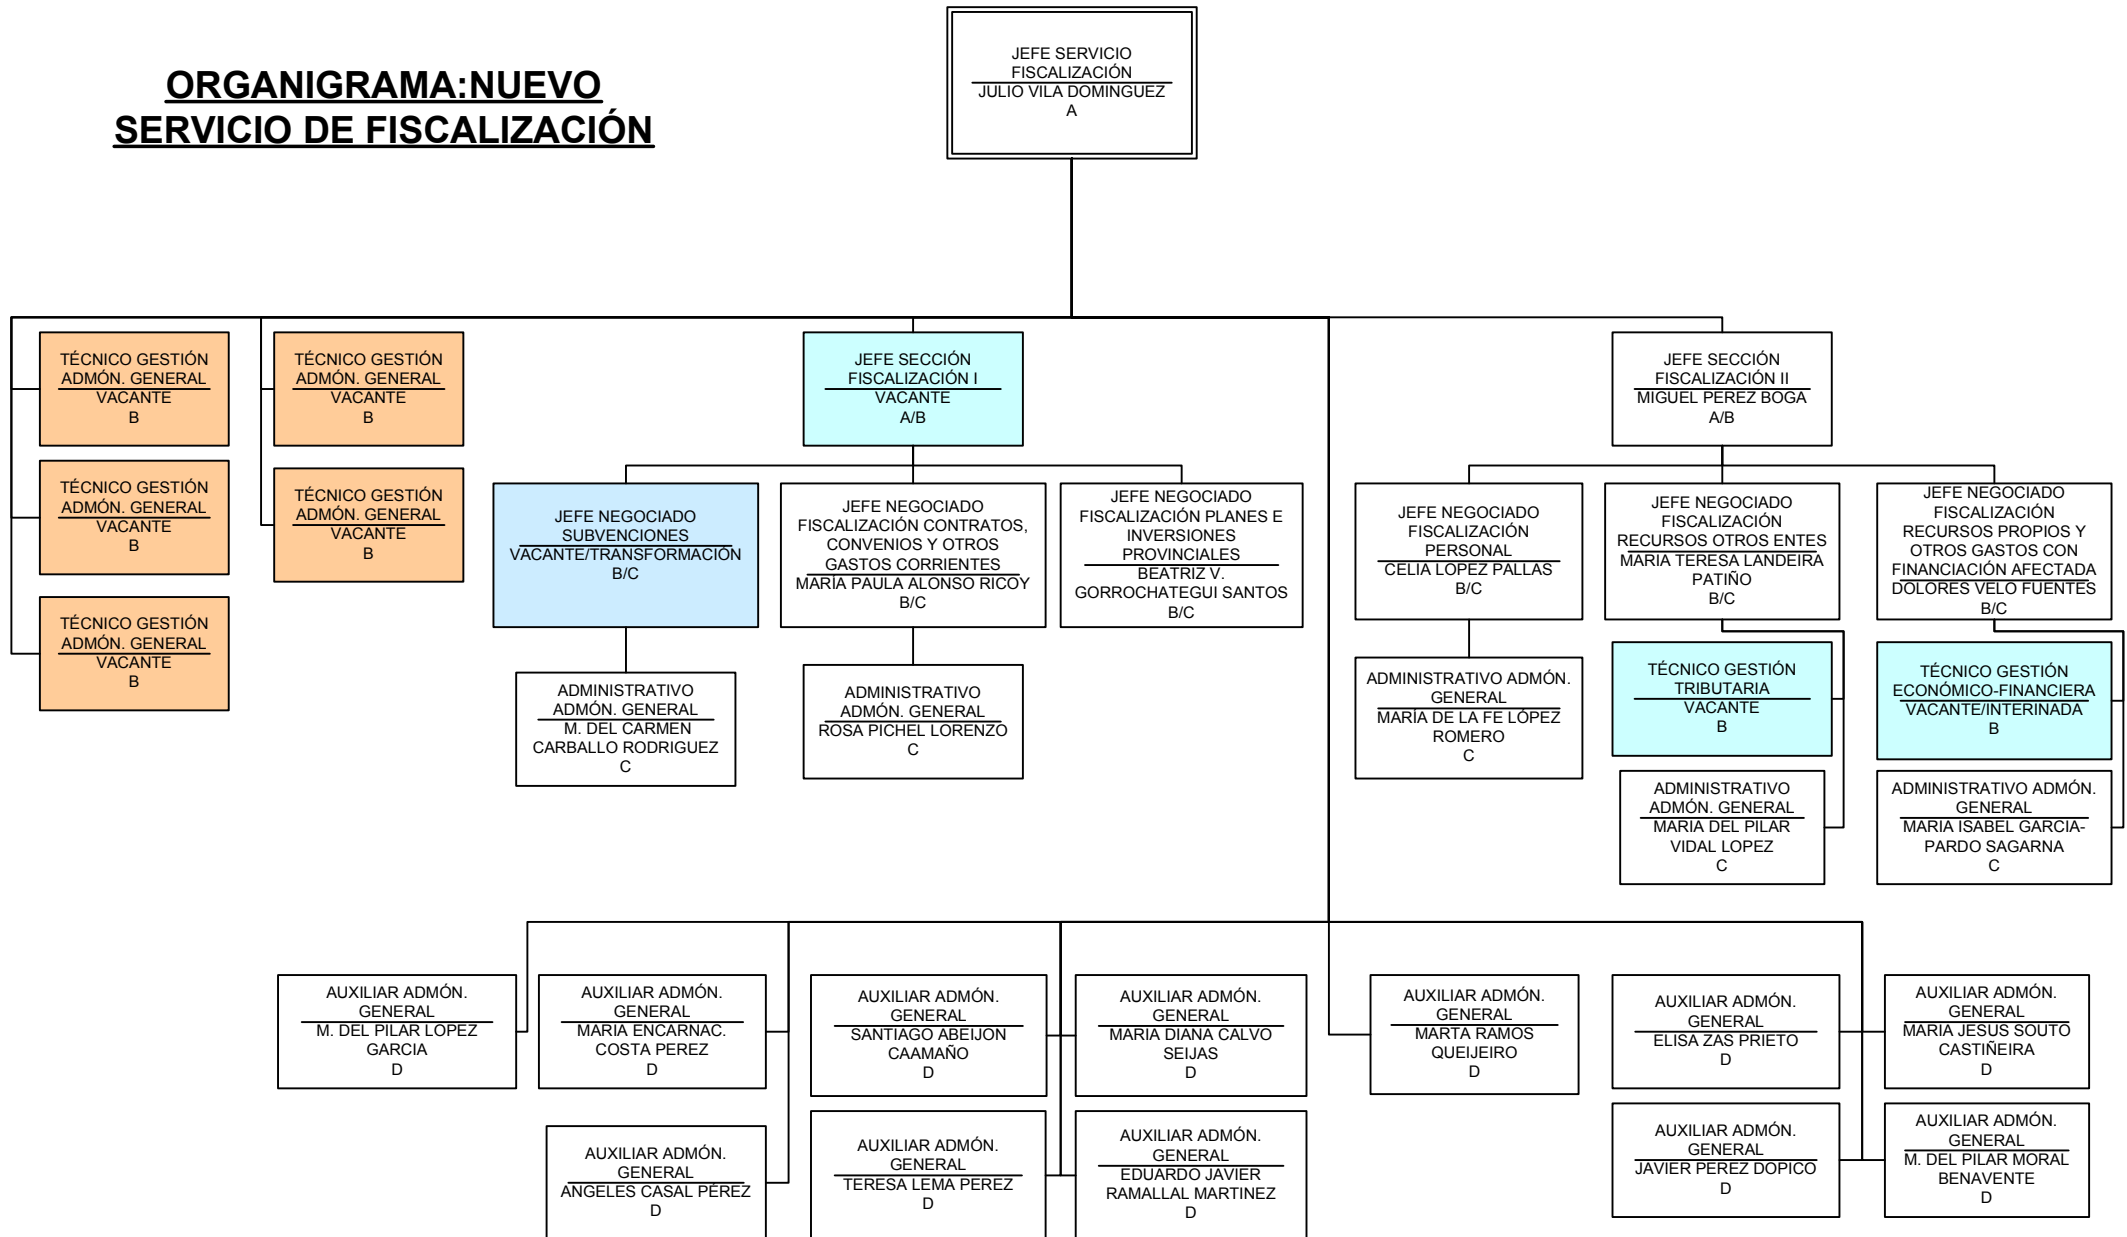 ORGANIGRAMA:NUEVO
SERVICIO DE FISCALIZACIÓN
JEFE SERVICIO
FISCALIZACIÓN
JULIO VILA DOMINGUEZ
A
TÉCNICO GESTIÓN
ADMÓN. GENERAL
VACANTE
B
TÉCNICO GESTIÓN
ADMÓN. GENERAL
VACANTE
B
JEFE SECCIÓN
FISCALIZACIÓN I
VACANTE
A/B
JEFE SECCIÓN
FISCALIZACIÓN II
MIGUEL PEREZ BOGA
A/B
TÉCNICO GESTIÓN
ADMÓN. GENERAL
VACANTE
B
TÉCNICO GESTIÓN
ADMÓN. GENERAL
VACANTE
B
JEFE NEGOCIADO
SUBVENCIONES
VACANTE/TRANSFORMACIÓN
B/C
JEFE NEGOCIADO
FISCALIZACIÓN CONTRATOS,
CONVENIOS Y OTROS
GASTOS CORRIENTES
MARÍA PAULA ALONSO RICOY
B/C
JEFE NEGOCIADO
FISCALIZACIÓN PLANES E
INVERSIONES
PROVINCIALES
BEATRIZ V.
GORROCHATEGUI SANTOS
B/C
JEFE NEGOCIADO
FISCALIZACIÓN
PERSONAL
CELIA LOPEZ PALLAS
B/C
JEFE NEGOCIADO
FISCALIZACIÓN
RECURSOS OTROS ENTES
MARIA TERESA LANDEIRA
PATIÑO
B/C
JEFE NEGOCIADO
FISCALIZACIÓN
RECURSOS PROPIOS Y
OTROS GASTOS CON
FINANCIACIÓN AFECTADA
DOLORES VELO FUENTES
B/C
TÉCNICO GESTIÓN
ADMÓN. GENERAL
VACANTE
B
ADMINISTRATIVO
ADMÓN. GENERAL
M. DEL CARMEN
CARBALLO RODRIGUEZ
C
ADMINISTRATIVO
ADMÓN. GENERAL
ROSA PICHEL LORENZO
C
ADMINISTRATIVO ADMÓN.
GENERAL
MARÍA DE LA FE LÓPEZ
ROMERO
C
TÉCNICO GESTIÓN
TRIBUTARIA
VACANTE
B
TÉCNICO GESTIÓN
ECONÓMICO-FINANCIERA
VACANTE/INTERINADA
B
ADMINISTRATIVO
ADMÓN. GENERAL
MARIA DEL PILAR
VIDAL LOPEZ
C
ADMINISTRATIVO ADMÓN.
GENERAL
MARIA ISABEL GARCIA-
PARDO SAGARNA
C
AUXILIAR ADMÓN.
GENERAL
M. DEL PILAR LOPEZ
GARCIA
D
AUXILIAR ADMÓN.
GENERAL
MARIA ENCARNAC.
COSTA PEREZ
D
AUXILIAR ADMÓN.
GENERAL
SANTIAGO ABEIJON
CAAMAÑO
D
AUXILIAR ADMÓN.
GENERAL
MARIA DIANA CALVO
SEIJAS
D
AUXILIAR ADMÓN.
GENERAL
MARTA RAMOS
QUEIJEIRO
D
AUXILIAR ADMÓN.
GENERAL
ELISA ZAS PRIETO
D
AUXILIAR ADMÓN.
GENERAL
MARIA JESUS SOUTO
CASTIÑEIRA
D
AUXILIAR ADMÓN.
GENERAL
ANGELES CASAL PÉREZ
D
AUXILIAR ADMÓN.
GENERAL
TERESA LEMA PEREZ
D
AUXILIAR ADMÓN.
GENERAL
EDUARDO JAVIER
RAMALLAL MARTINEZ
D
AUXILIAR ADMÓN.
GENERAL
JAVIER PEREZ DOPICO
D
AUXILIAR ADMÓN.
GENERAL
M. DEL PILAR MORAL
BENAVENTE
D